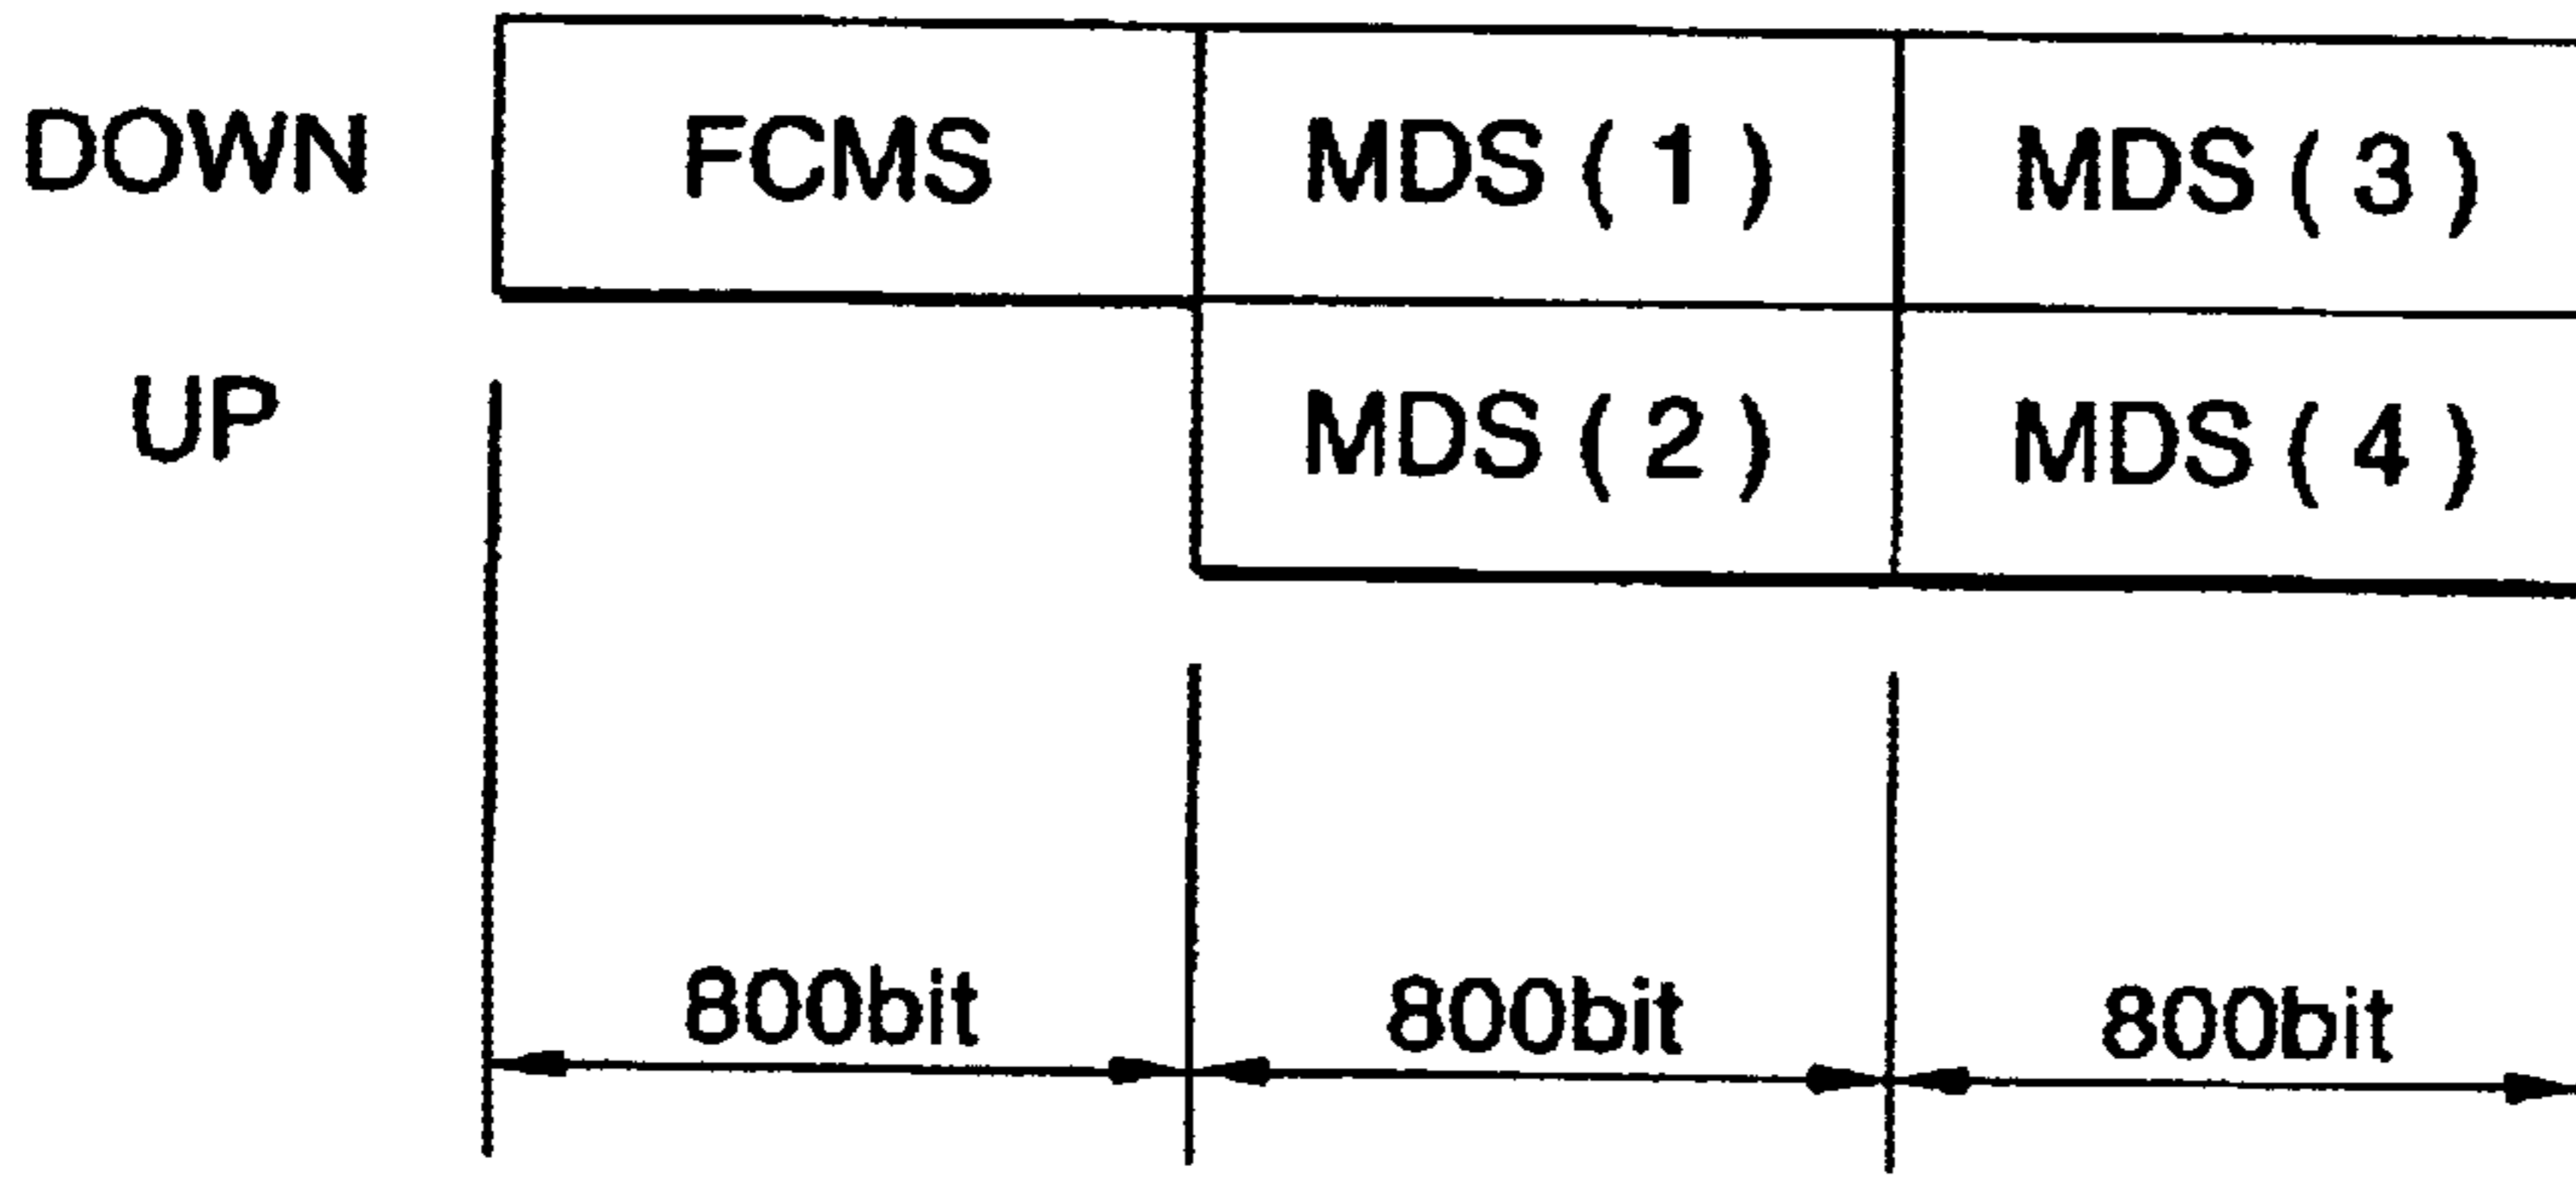 DOWN FCMS MDS ( 1 ) MDS ( 3 )
UP MDS ( 2 ) MDS ( 4 )
800bit 800bit 800bit